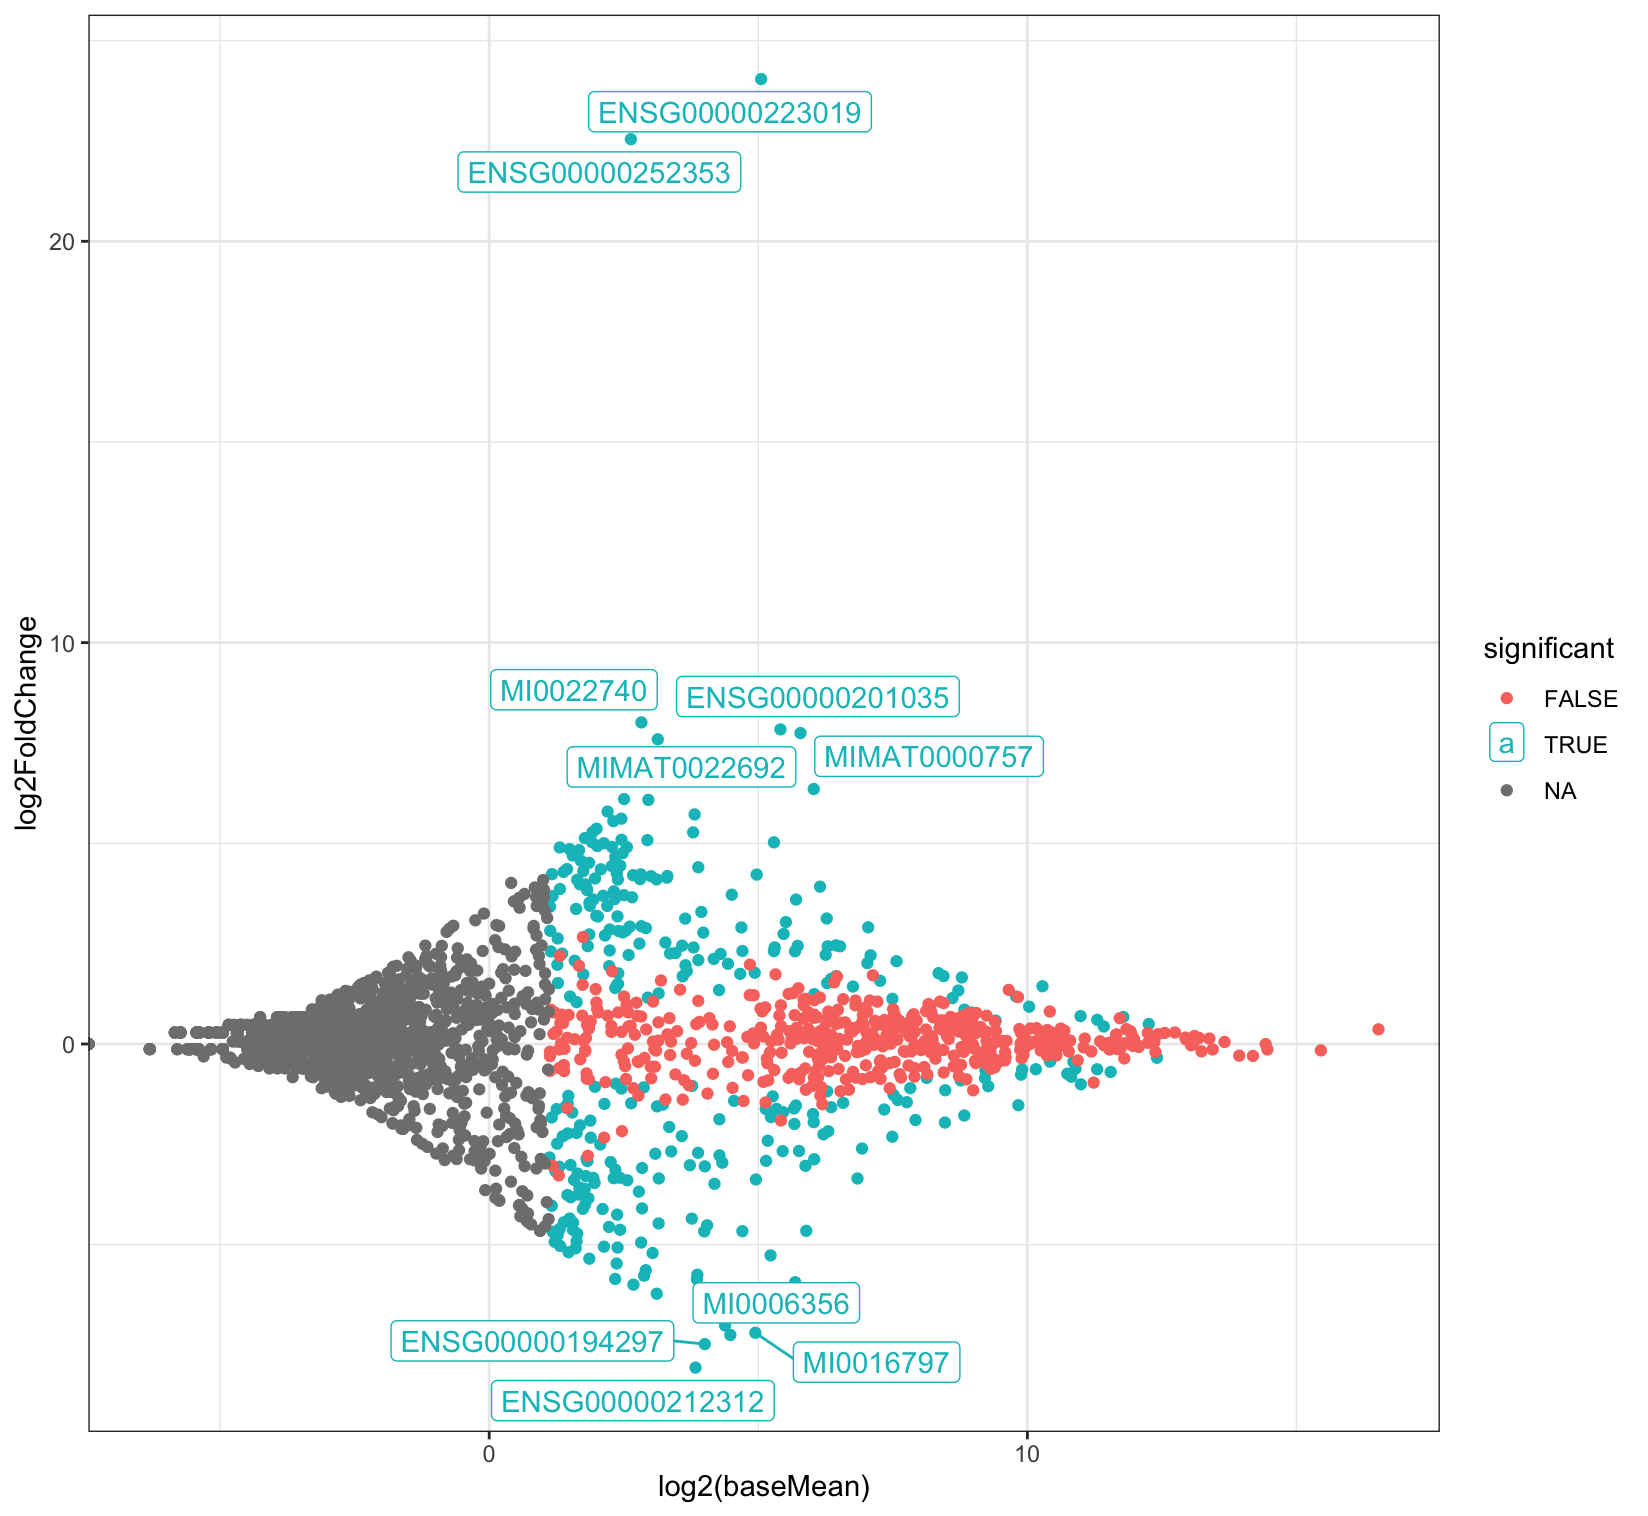 ENSG00000223019
ENSG00000252353
20
MI0022740
ENSG00000201035
10
MIMAT0000757
MIMAT0022692
log2FoldChange
significant
FALSE
a TRUE
NA
0
MI0006356
ENSG00000194297
MI0016797
ENSG00000212312
0
10
log2(baseMean)